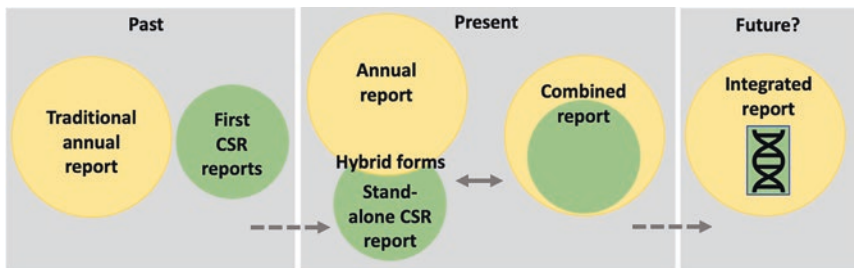 Past
Traditional
annual
report
First
CSR
reports
Present
Annual
report
Hybrid forms
Stand-
alone CSR
report
Combined
report
Future?
Integrated
report